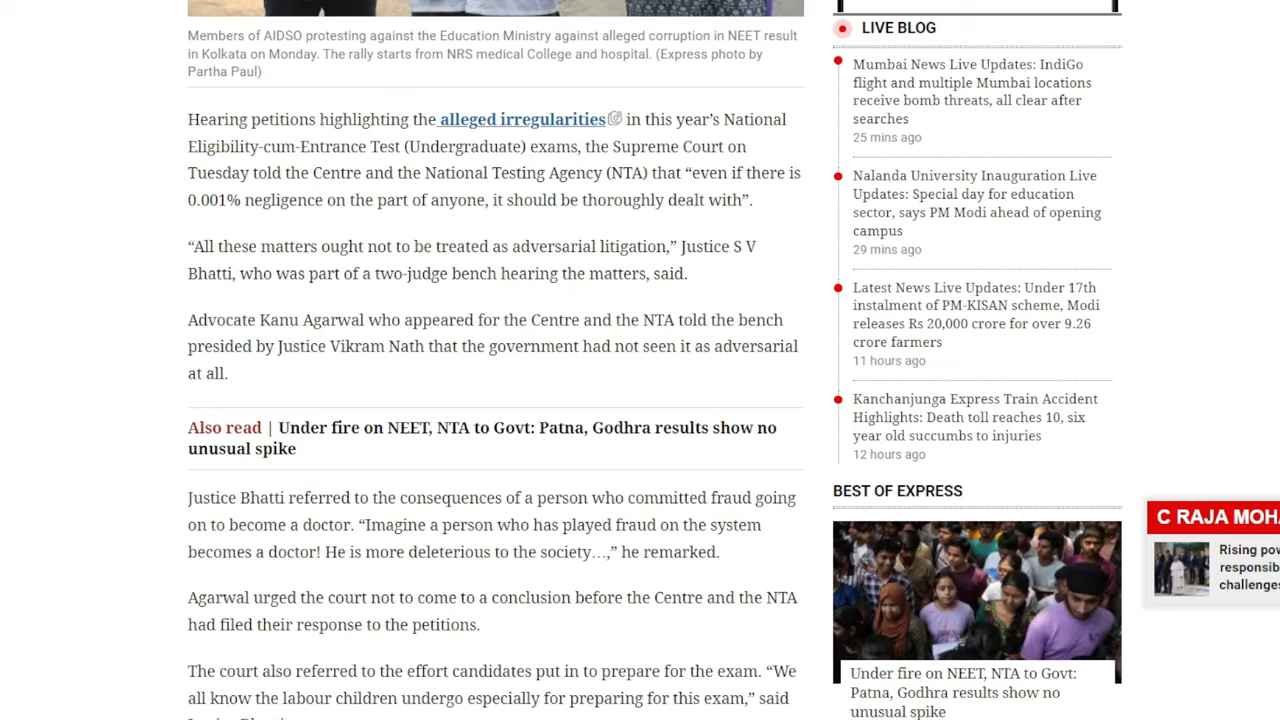 Members of AIDSO protesting against the Education Ministry against alleged corruption in NEET result
in Kolkata on Monday. The rally starts from NRS medical College and hospital. (Express photo by
Partha Paul)
Hearing petitions highlighting the alleged irregularities in this year’s National
Eligibility-cum-Entrance Test (Undergraduate) exams, the Supreme Court on
Tuesday told the Centre and the National Testing Agency (NTA) that “even if there is
0.001% negligence on the part of anyone, it should be thoroughly dealt with”.
“All these matters ought not to be treated as adversarial litigation,” Justice S V
Bhatti, who was part of a two-judge bench hearing the matters, said.
Advocate Kanu Agarwal who appeared for the Centre and the NTA told the bench
presided by Justice Vikram Nath that the government had not seen it as adversarial
at all.
Also read | Under fire on NEET, NTA to Govt: Patna, Godhra results show no
unusual spike
Justice Bhatti referred to the consequences of a person who committed fraud going
on to become a doctor. “Imagine a person who has played fraud on the system
becomes a doctor! He is more deleterious to the society…,” he remarked.
Agarwal urged the court not to come to a conclusion before the Centre and the NTA
had filed their response to the petitions.
The court also referred to the effort candidates put in to prepare for the exam. “We
all know the labour children undergo especially for preparing for this exam,” said
LIVE BLOG
Mumbai News Live Updates: IndiGo
flight and multiple Mumbai locations
receive bomb threats, all clear after
searches
25 mins ago
Nalanda University Inauguration Live
Updates: Special day for education
sector, says PM Modi ahead of opening
campus
29 mins ago
Latest News Live Updates: Under 17th
instalment of PM-KISAN scheme, Modi
releases Rs 20,000 crore for over 9.26
crore farmers
11 hours ago
Kanchanjunga Express Train Accident
Highlights: Death toll reaches 10, six
year old succumbs to injuries
12 hours ago
BEST OF EXPRESS
Under fire on NEET, NTA to Govt:
Patna, Godhra results show no
unusual spike
C RAJA MOHA
Rising pow
responsib
challenges